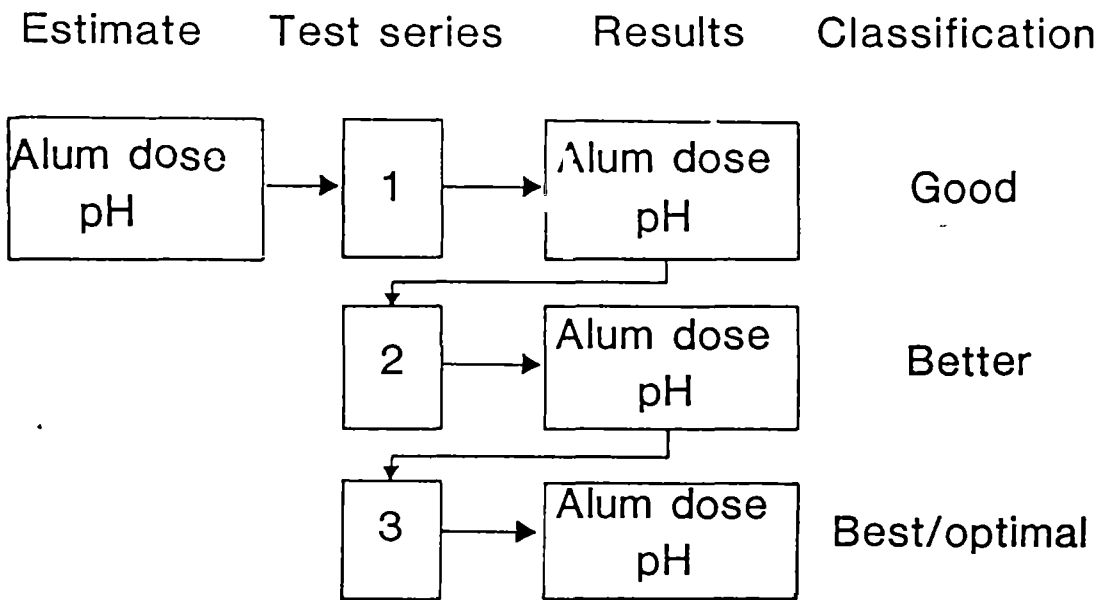 Estimate Test series Results Classification
Alum dose
pH
1
Alum dose
pH
Good
2
Alum dose
pH
Better
3
Alum dose
pH
Best/optimal